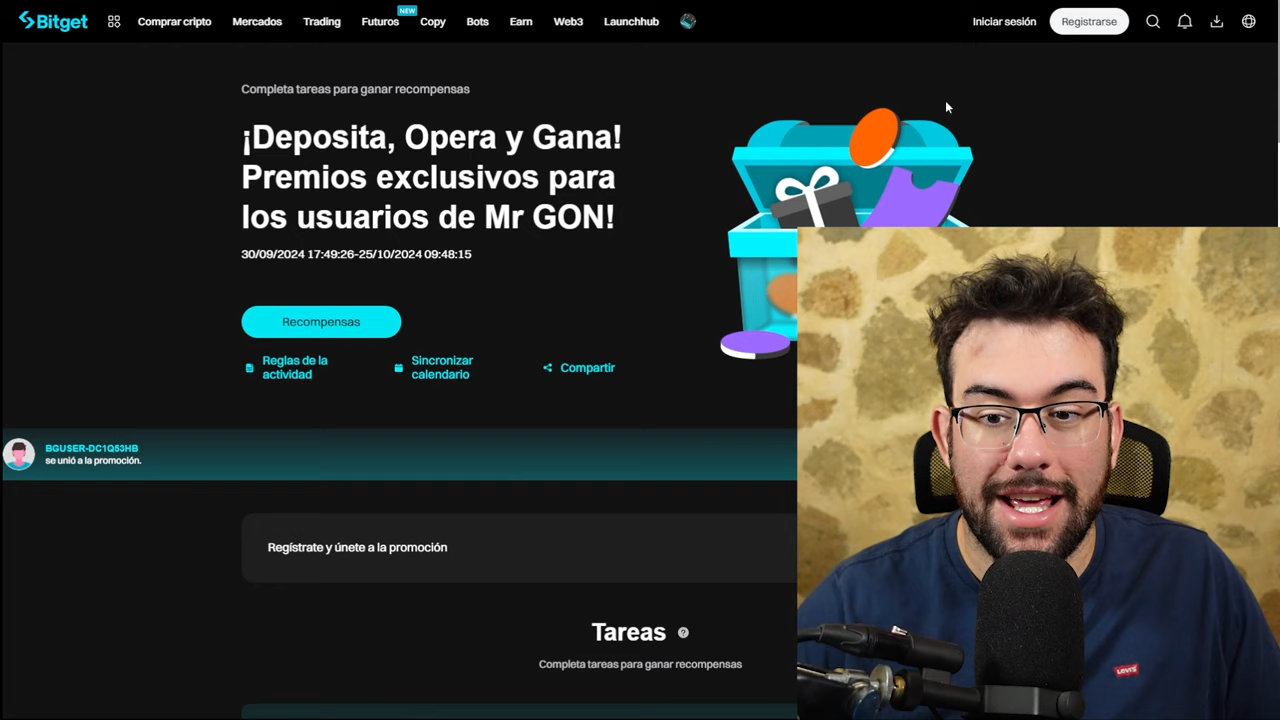 Bitget
Comprar cripto
Mercados
Trading
Futuros
NEW
Copy
Bots
Earn
Web3
Launchhub
Iniciar sesión
Registrarse
Completa tareas para ganar recompensas
¡Deposita, Opera y Gana!
Premios exclusivos para
los usuarios de Mr GON!
30/09/2024 17:49:26-25/10/2024 09:48:15
Recompensas
Reglas de la
actividad
Sincronizar
calendario
Compartir
BGUSER-DC1Q53HB
se unió a la promoción.
Regístrate y únete a la promoción
Tareas ?
Completa tareas para ganar recompensas
Levi's